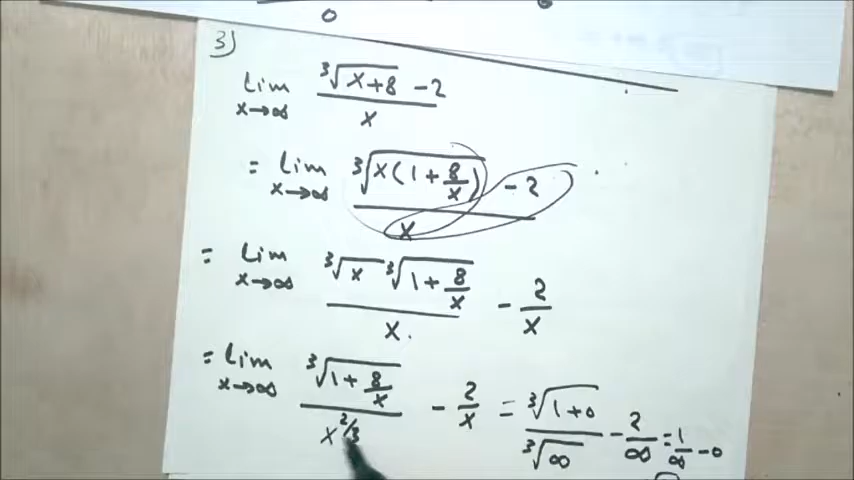 0
3)
lim x→∞ (∛(x+8) - 2)/x
= lim x→∞ (∛(x(1 + 8/x)) - 2)/x
= lim x→∞ (∛x ∛(1 + 8/x))/x. - 2/x
= lim x→∞ ∛(1 + 8/x)/x^(2/3) - 2/x = ∛(1+0)/∛∞ - 2/∞ = 1/∞ - 0